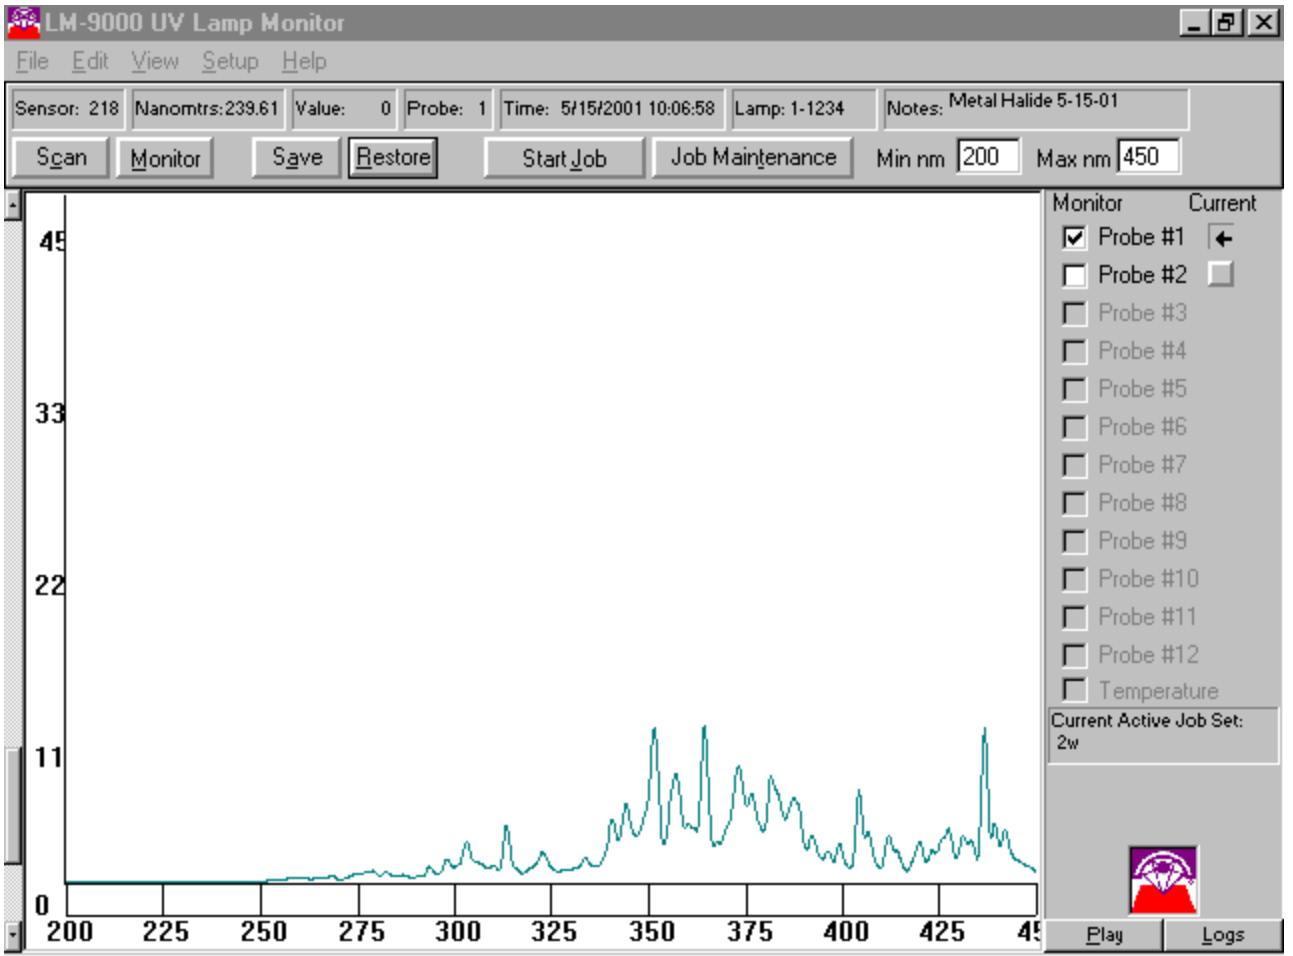 LM-9000 UV Lamp Monitor
File Edit View Setup Help
Sensor: 218 Nanomtrs:239.61 Value: 0 Probe: 1 Time: 5/15/2001 10:06:58 Lamp: 1-1234 Notes: Metal Halide 5-15-01
Scan Monitor Save Restore Start Job Job Maintenance Min nm 200 Max nm 450
Monitor Current
Probe #1
Probe #2
Probe #3
Probe #4
Probe #5
Probe #6
Probe #7
Probe #8
Probe #9
Probe #10
Probe #11
Probe #12
Temperature
Current Active Job Set:
2w
Play Logs
45
33
22
11
0
200 225 250 275 300 325 350 375 400 425 45